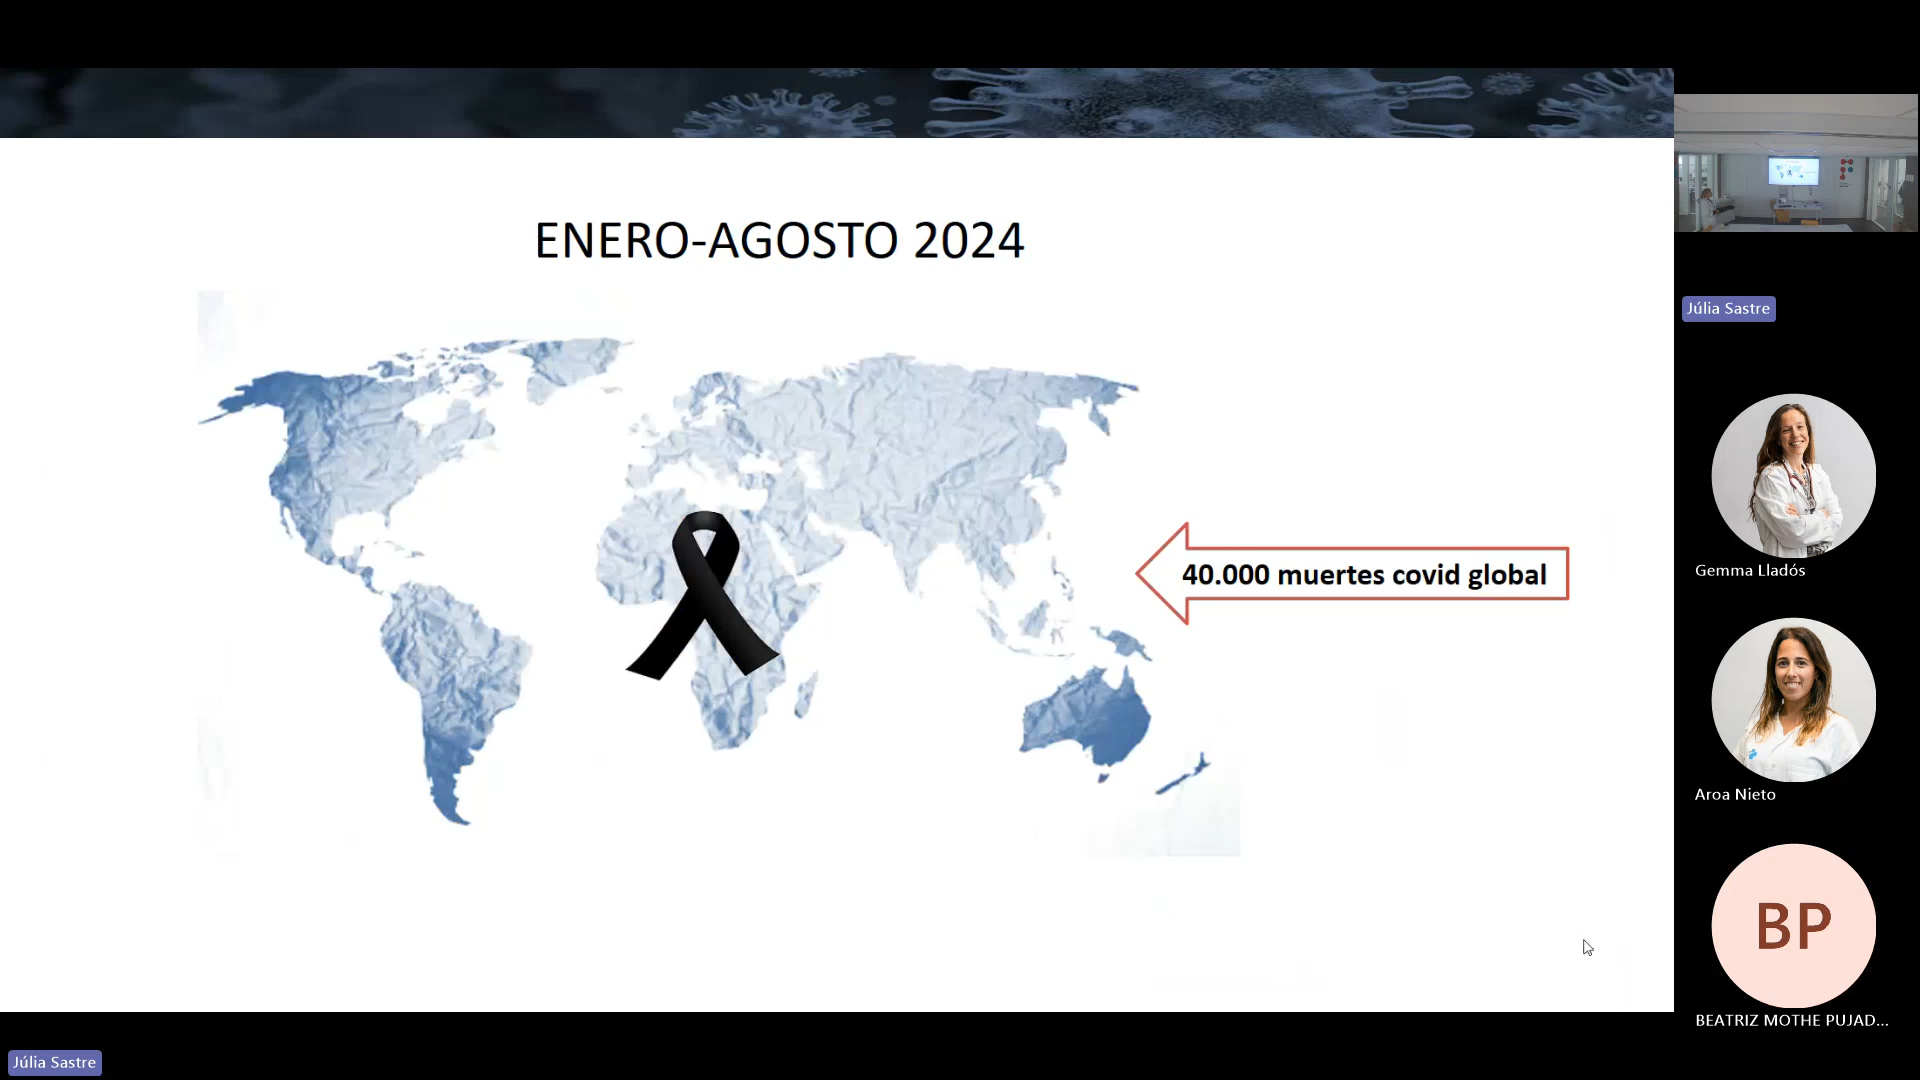 ENERO-AGOSTO 2024
40.000 muertes covid global
Júlia Sastre
Gemma Lladós
Aroa Nieto
BP
BEATRIZ MOTHE PUJAD...
Júlia Sastre